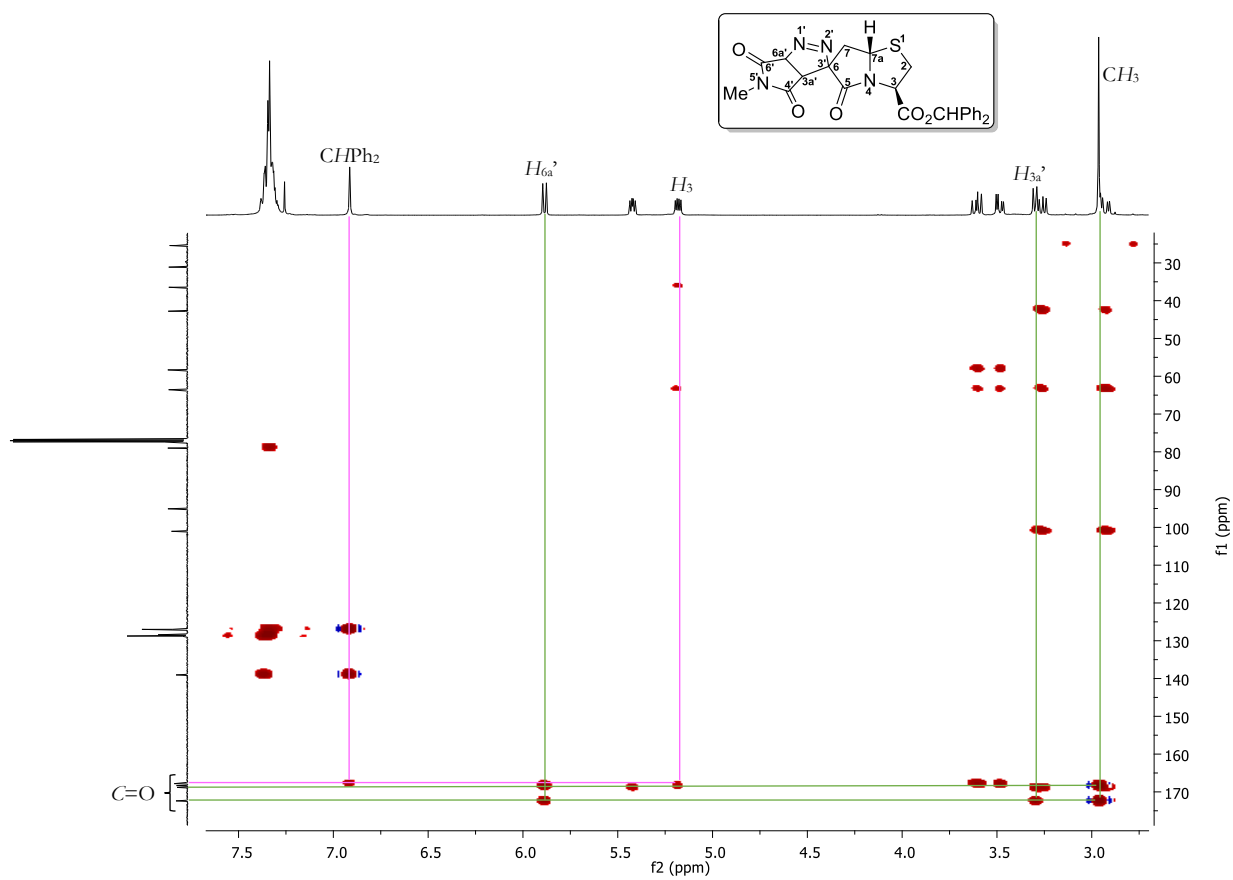 H
N 1' 2' N S 1
O 6a' 7 7a 2
6' 3' 6
5' 3a' 5 N 4 3
Me N 4'
O O CO₂CHPh₂
CH₃
CHPh₂
H₆ₐ’
H₃
H₃ₐ’
30
40
50
60
70
80
90
100
110
120
130
140
150
160
170
f1 (ppm)
C=O
7.5 7.0 6.5 6.0 5.5 5.0 4.5 4.0 3.5 3.0
f2 (ppm)